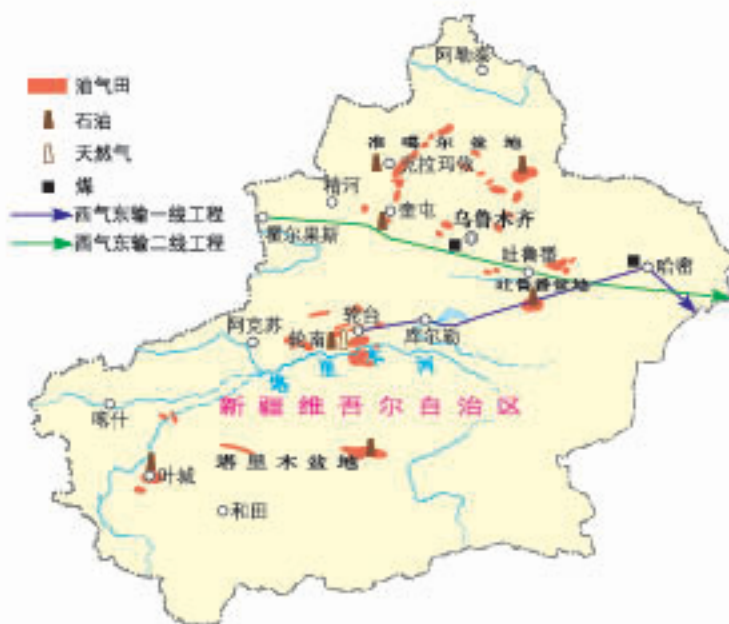 阿勒泰
油气田
石油
天然气
煤
西气东输一线工程
西气东输二线工程
准噶尔盆地
克拉玛依
精河
奎屯
乌鲁木齐
霍尔果斯
吐鲁番
哈密
吐鲁番盆地
轮台
库尔勒
阿克苏
轮南
塔里木河
新疆维吾尔自治区
喀什
塔里木盆地
叶城
和田